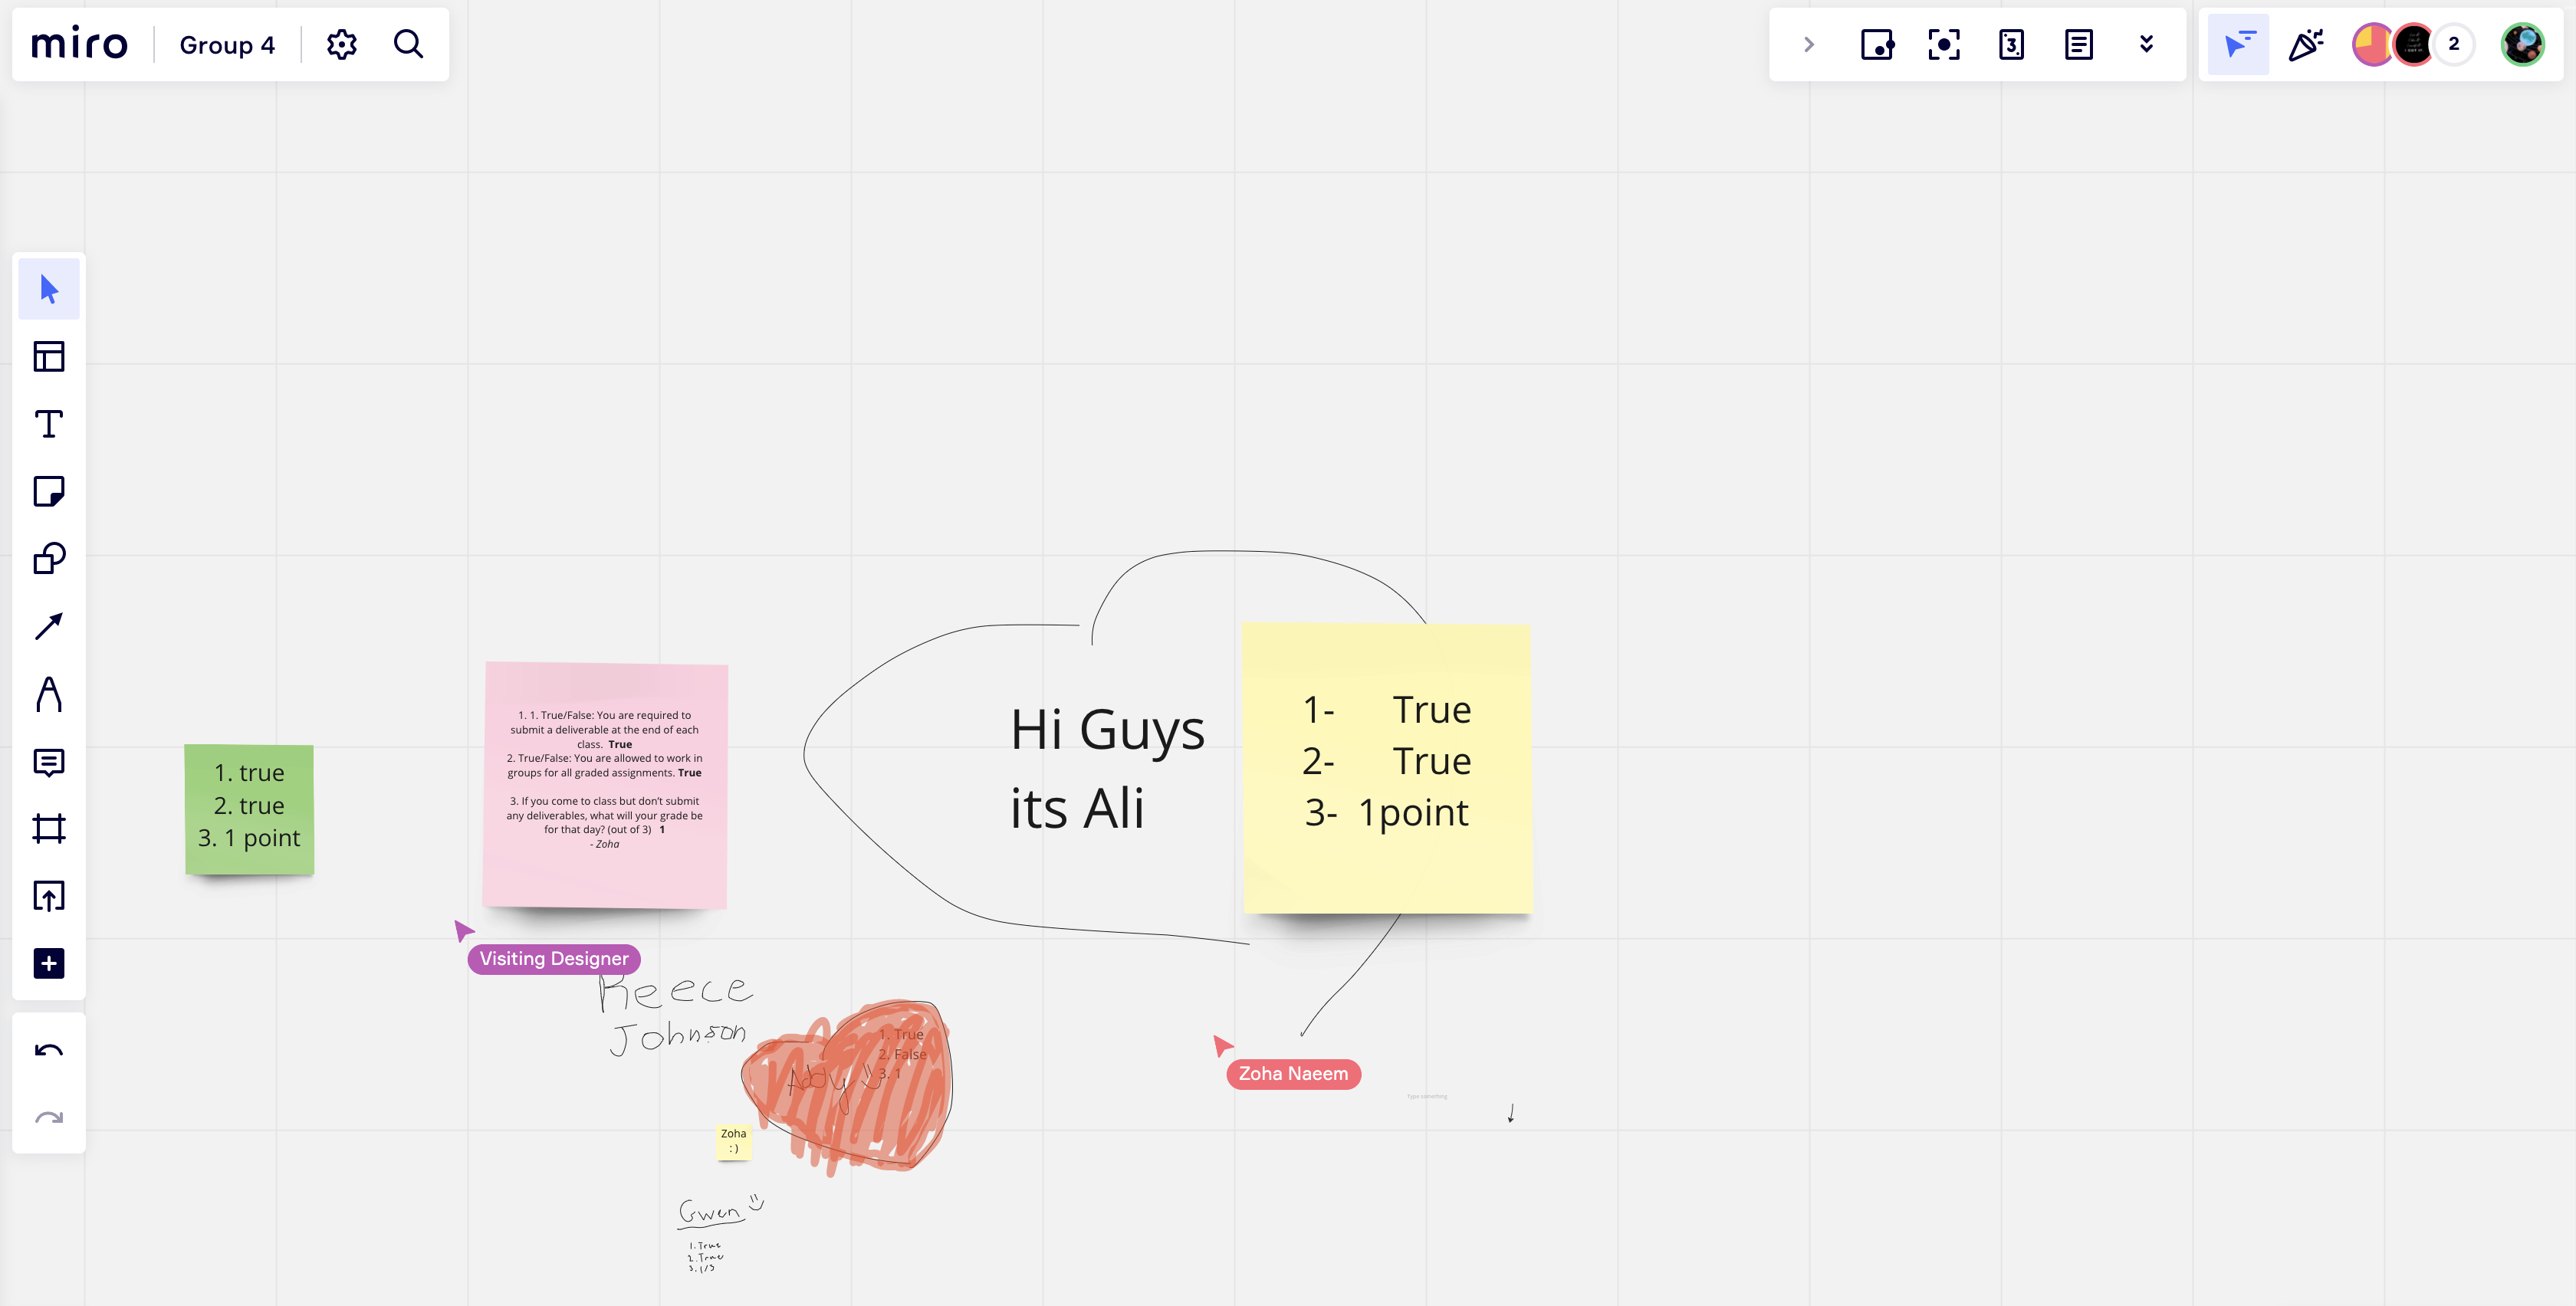 miro
Group 4
3
2
1. true
2. true
3. 1 point
1. 1. True/False: You are required to
submit a deliverable at the end of each
class. True
2. True/False: You are allowed to work in
groups for all graded assignments. True
3. If you come to class but don’t submit
any deliverables, what will your grade be
for that day? (out of 3) 1
- Zoha
Hi Guys
its Ali
1- True
2- True
3- 1point
Visiting Designer
Reece
Johnson
1. True
2. False
3. 1
Addy
Zoha Naeem
Type something
Zoha
: )
Gwen
1. True
2. True
3. 1/3